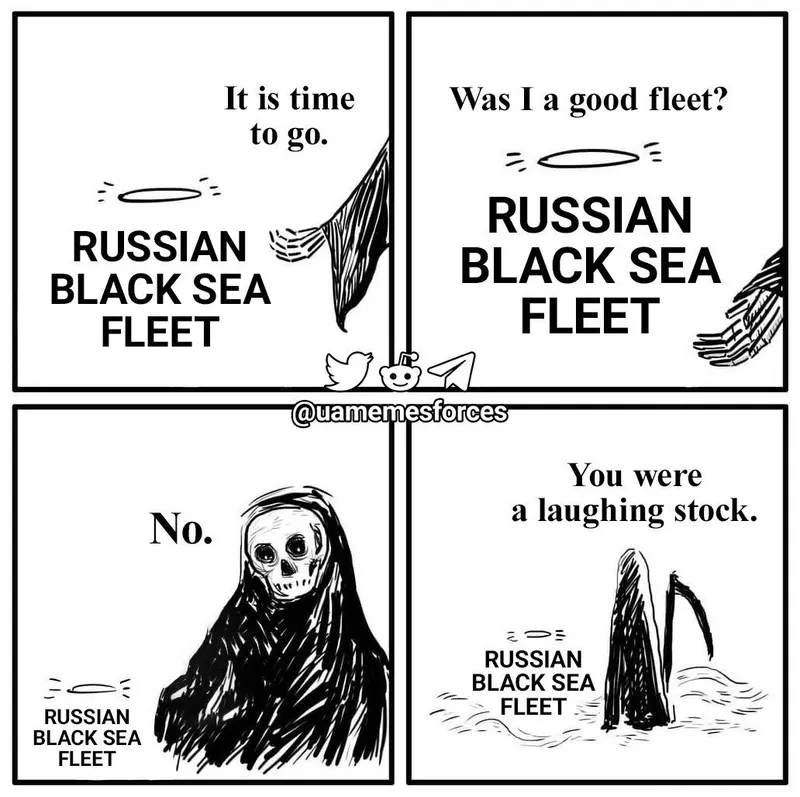 It is time
to go.
RUSSIAN
BLACK SEA
FLEET
Was I a good fleet?
RUSSIAN
BLACK SEA
FLEET
@uamemesforces
No.
RUSSIAN
BLACK SEA
FLEET
You were
a laughing stock.
RUSSIAN
BLACK SEA
FLEET